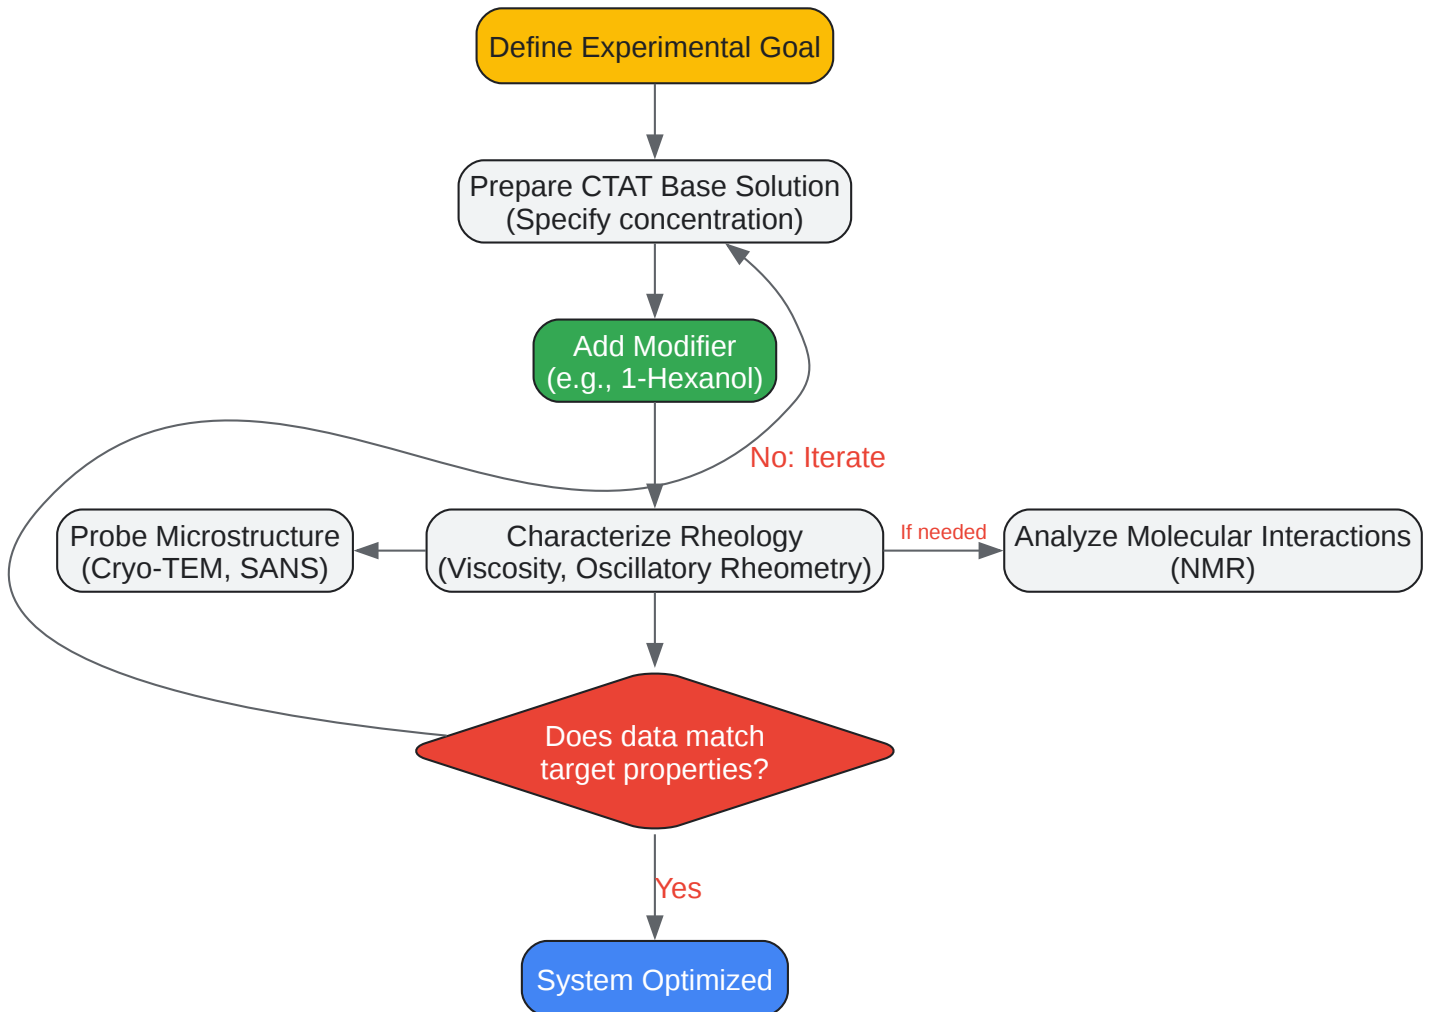 Define Experimental Goal
Prepare CTAT Base Solution
(Specify concentration)
Add Modifier
(e.g., 1-Hexanol)
No: Iterate
Probe Microstructure
(Cryo-TEM, SANS)
Characterize Rheology
(Viscosity, Oscillatory Rheometry)
If needed
Analyze Molecular Interactions
(NMR)
Does data match
target properties?
Yes
System Optimized